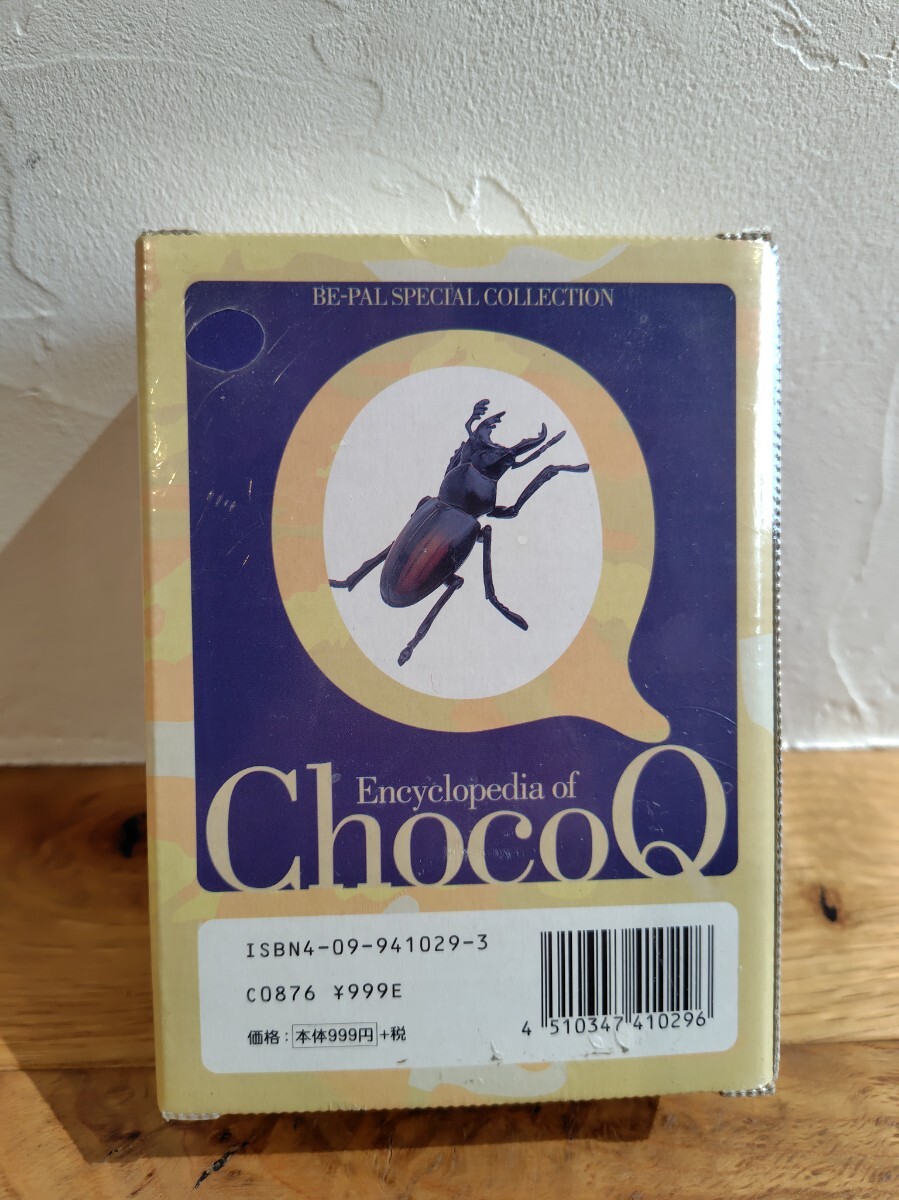 BE-PAL SPECIAL COLLECTION
Encyclopedia of
ChocoQ
ISBN4-09-941029-3
C0876 ¥999E
価格：本体999円+税
4 510347 410296